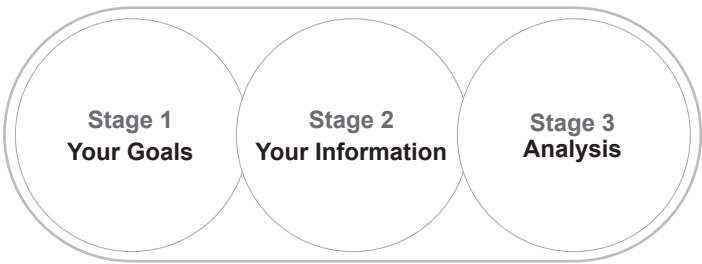 Stage 1
Your Goals
Stage 2
Your Information
Stage 3
Analysis